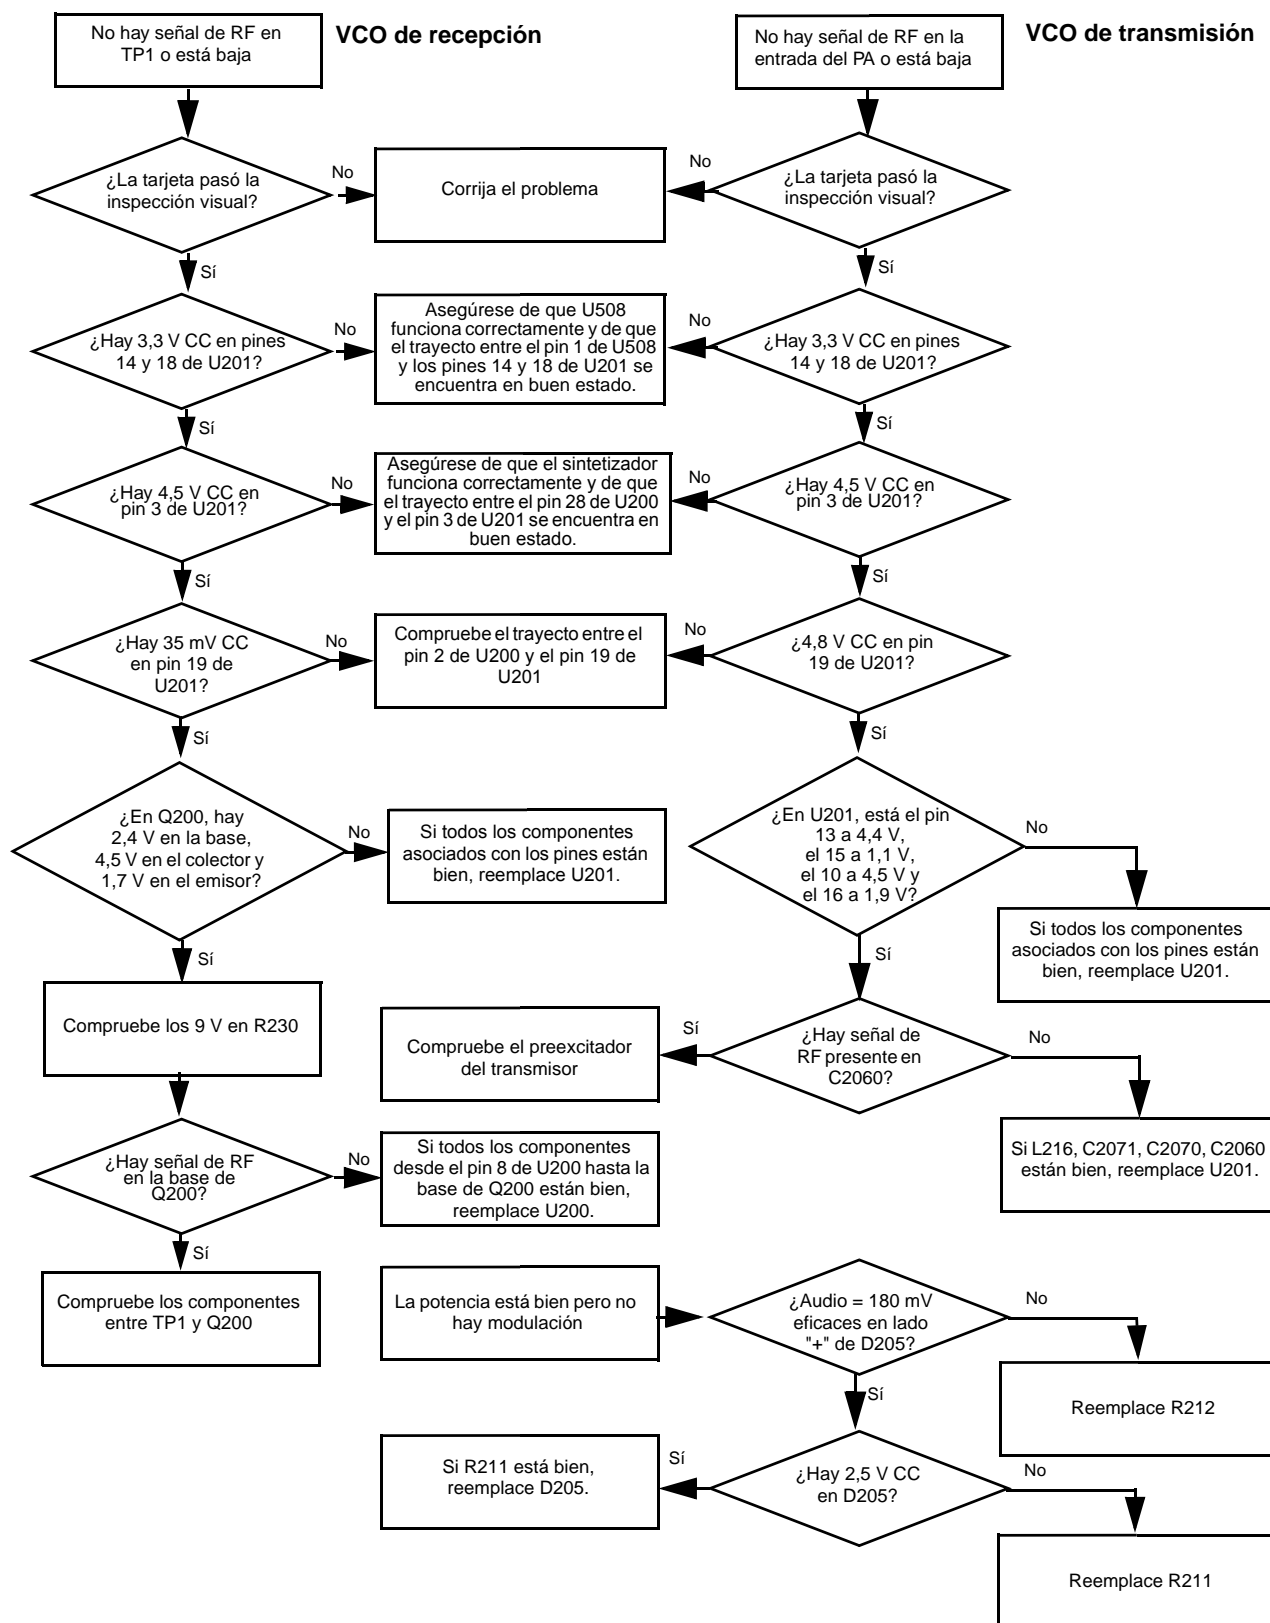 No hay señal de RF en
TP1 o está baja
VCO de recepción
No hay señal de RF en la
entrada del PA o está baja
VCO de transmisión
¿La tarjeta pasó la
inspección visual?
No
Corrija el problema
No
¿La tarjeta pasó la
inspección visual?
Sí
Sí
¿Hay 3,3 V CC en pines
14 y 18 de U201?
No
Asegúrese de que U508
funciona correctamente y de que
el trayecto entre el pin 1 de U508
y los pines 14 y 18 de U201 se
encuentra en buen estado.
No
¿Hay 3,3 V CC en pines
14 y 18 de U201?
Sí
Sí
¿Hay 4,5 V CC en
pin 3 de U201?
No
Asegúrese de que el sintetizador
funciona correctamente y de que
el trayecto entre el pin 28 de U200
y el pin 3 de U201 se encuentra en
buen estado.
No
¿Hay 4,5 V CC en
pin 3 de U201?
Sí
Sí
¿Hay 35 mV CC
en pin 19 de
U201?
No
Compruebe el trayecto entre el
pin 2 de U200 y el pin 19 de
U201
No
¿4,8 V CC en pin
19 de U201?
Sí
Sí
¿En Q200, hay
2,4 V en la base,
4,5 V en el colector y
1,7 V en el emisor?
No
Si todos los componentes
asociados con los pines están
bien, reemplace U201.
¿En U201, está el pin
13 a 4,4 V,
el 15 a 1,1 V,
el 10 a 4,5 V y
el 16 a 1,9 V?
No
Si todos los componentes
asociados con los pines están
bien, reemplace U201.
Sí
Sí
Compruebe los 9 V en R230
Compruebe el preexcitador
del transmisor
Sí
¿Hay señal de
RF presente en
C2060?
No
Si L216, C2071, C2070, C2060
están bien, reemplace U201.
¿Hay señal de RF
en la base de
Q200?
No
Si todos los componentes
desde el pin 8 de U200 hasta la
base de Q200 están bien,
reemplace U200.
Sí
Compruebe los componentes
entre TP1 y Q200
La potencia está bien pero no
hay modulación
¿Audio = 180 mV
eficaces en lado
"+" de D205?
No
Reemplace R212
Sí
Si R211 está bien,
reemplace D205.
Sí
¿Hay 2,5 V CC
en D205?
No
Reemplace R211